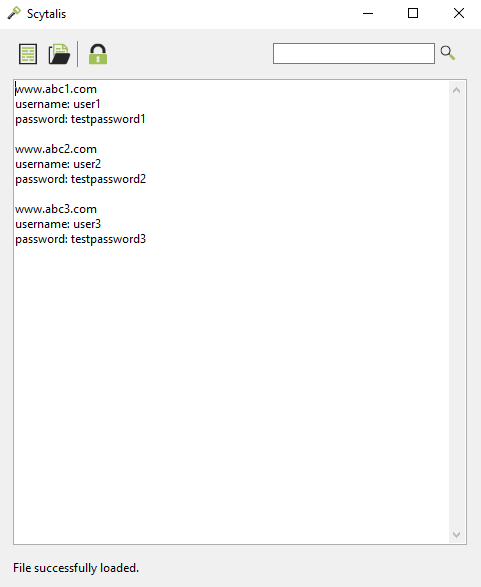 Scytalis
www.abc1.com
username: user1
password: testpassword1
www.abc2.com
username: user2
password: testpassword2
www.abc3.com
username: user3
password: testpassword3
File successfully loaded.